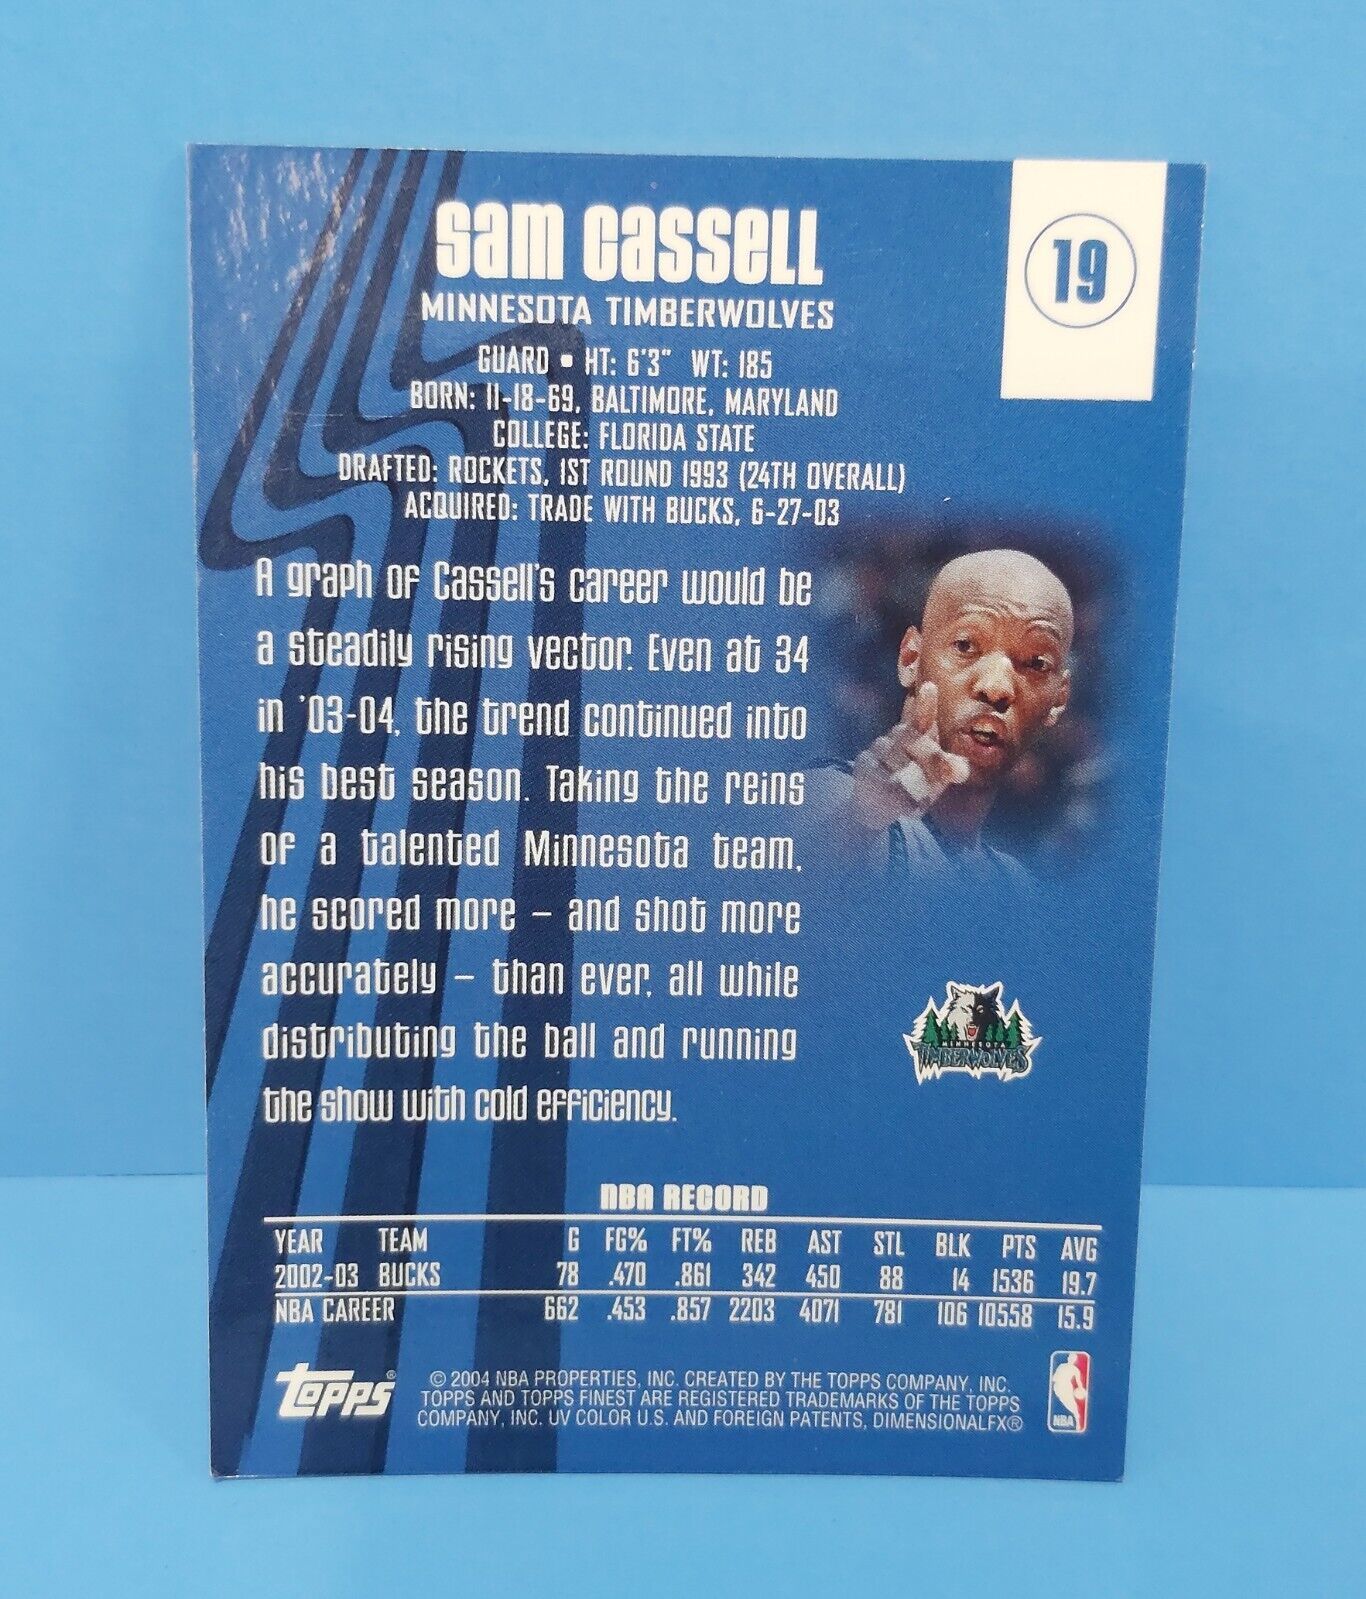 Sam Cassell
MINNESOTA TIMBERWOLVES
19
GUARD • HT: 6'3" WT: 185
BORN: 11-18-69, BALTIMORE, MARYLAND
COLLEGE: FLORIDA STATE
DRAFTED: ROCKETS, 1ST ROUND 1993 (24TH OVERALL)
ACQUIRED: TRADE WITH BUCKS, 6-27-03
A graph of Cassell's career would be
a steadily rising vector. Even at 34
in '03-04, the trend continued into
his best season. Taking the reins
of a talented Minnesota team,
he scored more – and shot more
accurately – than ever, all while
distributing the ball and running
the show with cold efficiency.
MINNESOTA
TIMBERWOLVES
NBA RECORD
YEAR TEAM G FG% FT% REB AST STL BLK PTS AVG
2002-03 BUCKS 78 .470 .861 342 450 88 14 1536 19.7
NBA CAREER 662 .453 .857 2203 4071 781 106 10558 15.9
Topps®
© 2004 NBA PROPERTIES, INC. CREATED BY THE TOPPS COMPANY, INC.
TOPPS AND TOPPS FINEST ARE REGISTERED TRADEMARKS OF THE TOPPS
COMPANY, INC. UV COLOR U.S. AND FOREIGN PATENTS, DIMENSIONALFX®
NBA